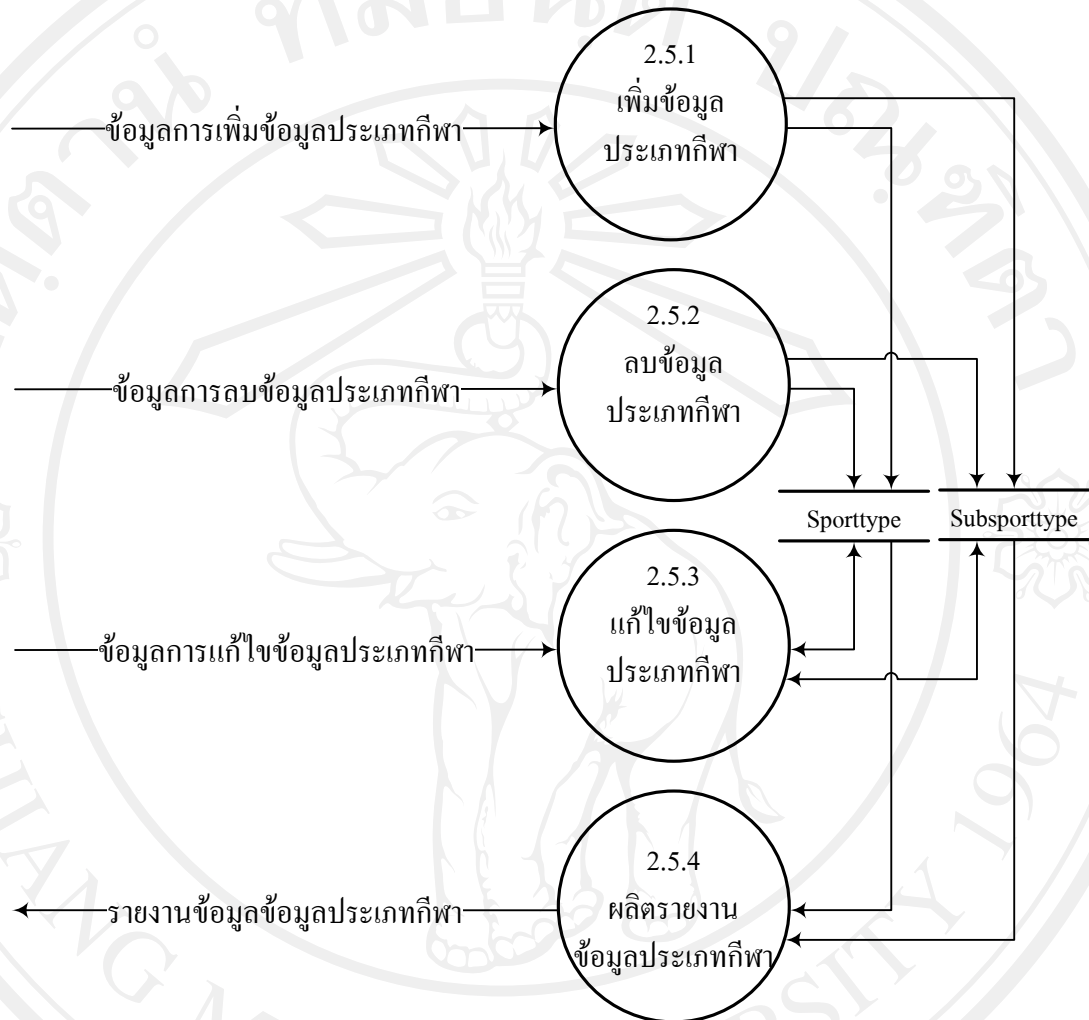 2.5.1
เพิ่มข้อมูล
ประเภทกีฬา
ข้อมูลการเพิ่มข้อมูลประเภทกีฬา
2.5.2
ลบข้อมูล
ประเภทกีฬา
ข้อมูลการลบข้อมูลประเภทกีฬา
Sporttype
Subsporttype
2.5.3
แก้ไขข้อมูล
ประเภทกีฬา
ข้อมูลการแก้ไขข้อมูลประเภทกีฬา
2.5.4
ผลิตรายงาน
ข้อมูลประเภทกีฬา
รายงานข้อมูลข้อมูลประเภทกีฬา
1964